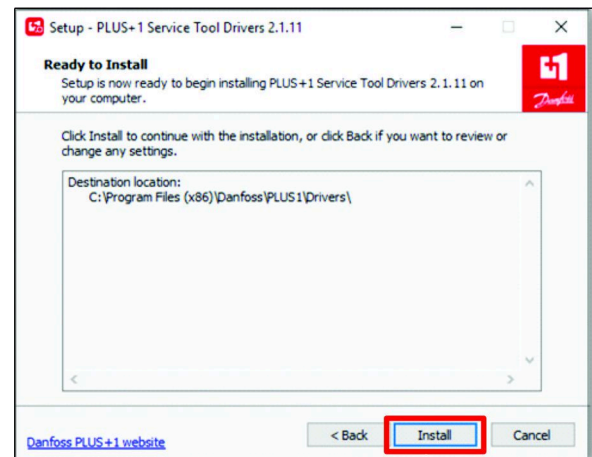 Setup - PLUS+1 Service Tool Drivers 2.1.11
Ready to Install
Setup is now ready to begin installing PLUS+1 Service Tool Drivers 2.1.11 on
your computer.
+1
Danfoss
Click Install to continue with the installation, or click Back if you want to review or
change any settings.
Destination location:
C:\Program Files (x86)\Danfoss\PLUS1\Drivers\
Danfoss PLUS+1 website
< Back
Install
Cancel